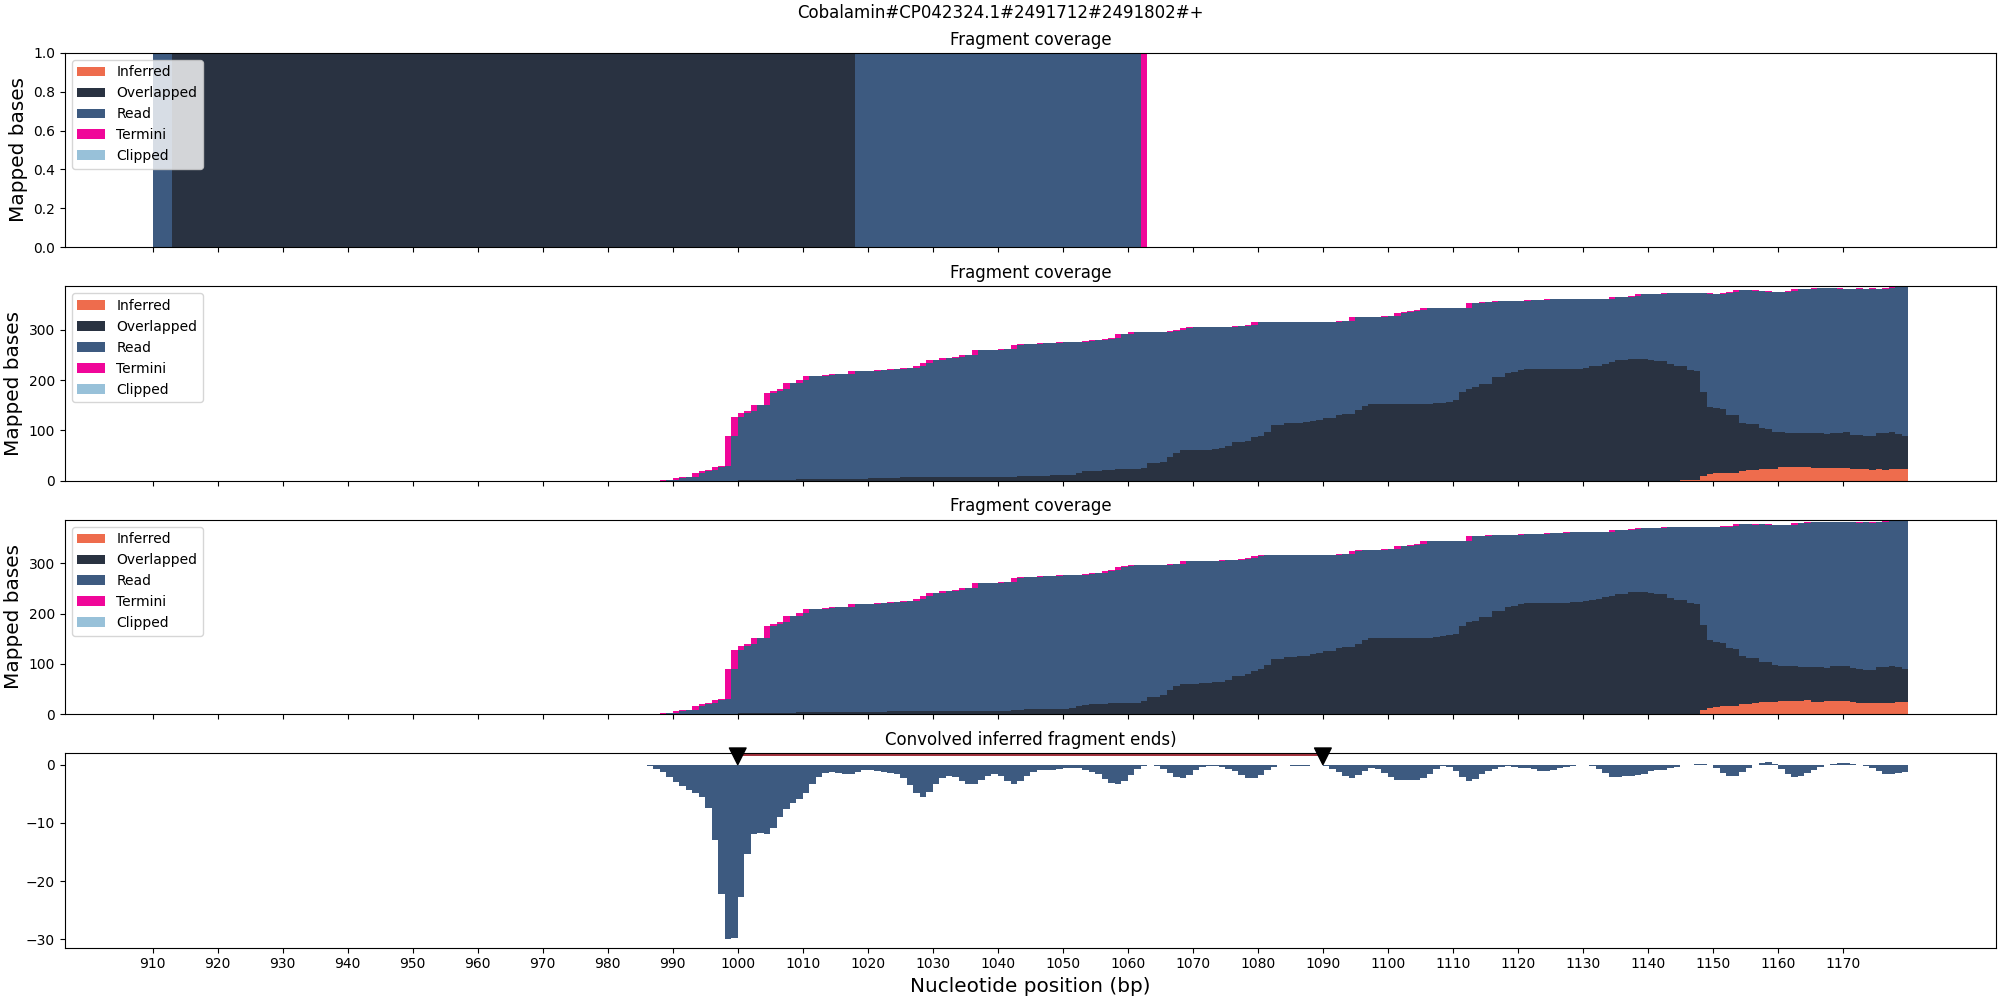 Cobalamin#CP042324.1#2491712#2491802#+
Fragment coverage
Mapped bases
1.0
0.8
0.6
0.4
0.2
0.0
Inferred
Overlapped
Read
Termini
Clipped
Fragment coverage
Mapped bases
300
200
100
0
Inferred
Overlapped
Read
Termini
Clipped
Fragment coverage
Mapped bases
300
200
100
0
Inferred
Overlapped
Read
Termini
Clipped
Convolved inferred fragment ends)
0
−10
−20
−30
910 920 930 940 950 960 970 980 990 1000 1010 1020 1030 1040 1050 1060 1070 1080 1090 1100 1110 1120 1130 1140 1150 1160 1170
Nucleotide position (bp)